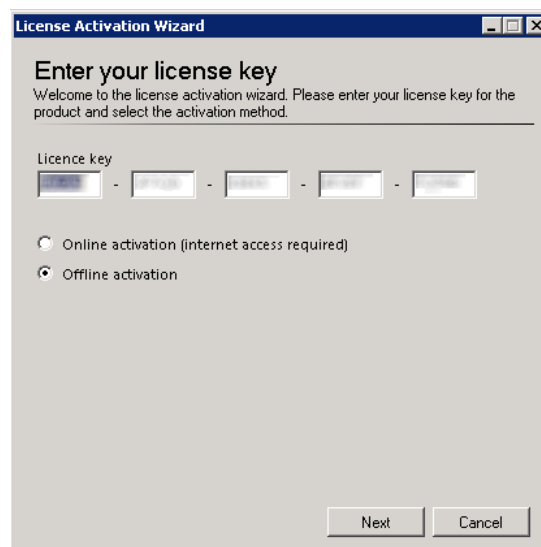 License Activation Wizard
Enter your license key
Welcome to the license activation wizard. Please enter your license key for the
product and select the activation method.
Licence key
- - - -
Online activation (internet access required)
Offline activation
Next Cancel